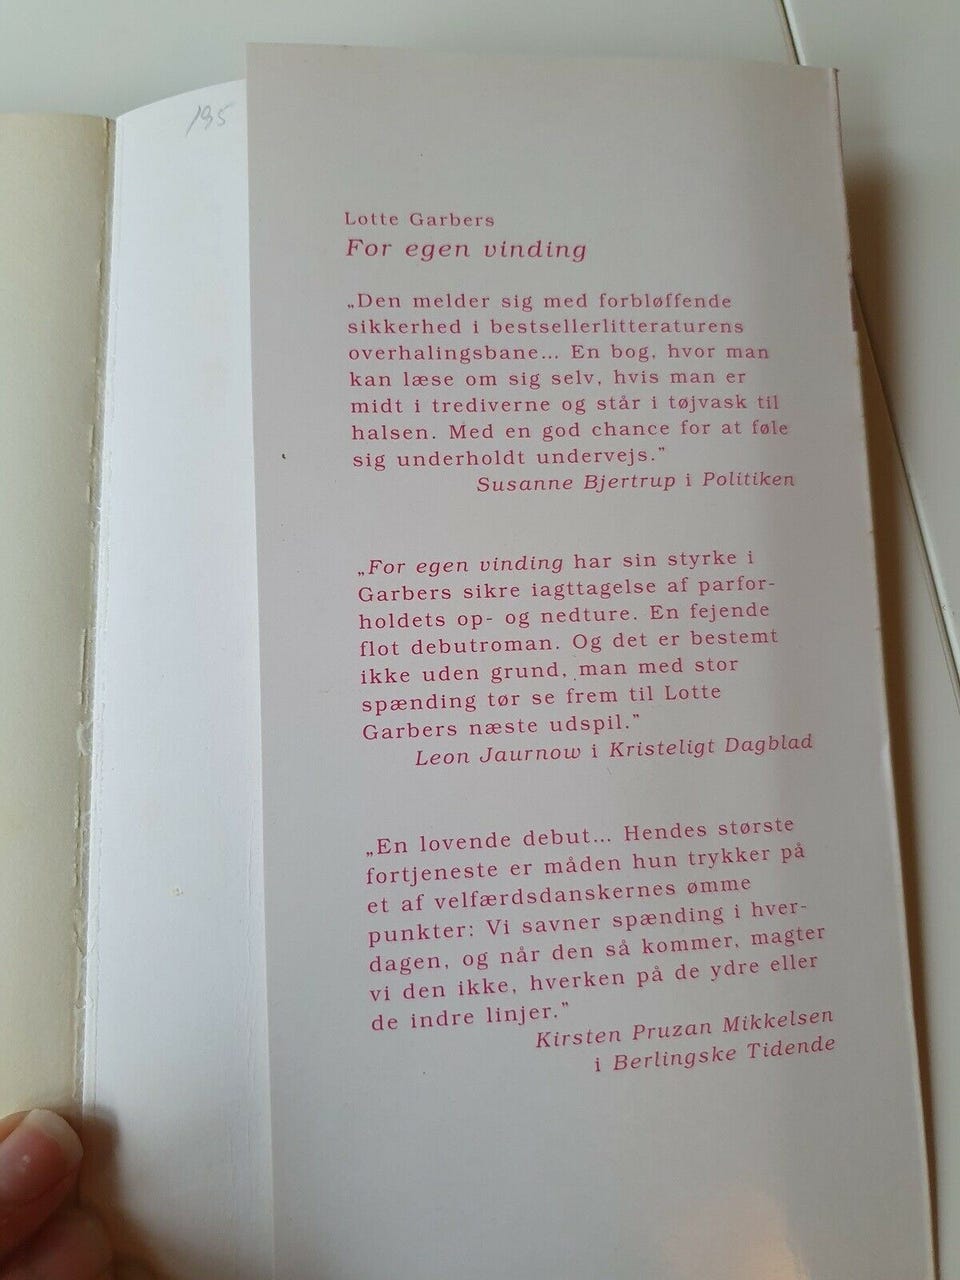 195
Lotte Garbers
For egen vinding
„Den melder sig med forbløffende
sikkerhed i bestsellerlitteraturens
overhalingsbane... En bog, hvor man
kan læse om sig selv, hvis man er
midt i trediverne og står i tøjvask til
halsen. Med en god chance for at føle
sig underholdt undervejs.”
Susanne Bjertrup i Politiken
„For egen vinding har sin styrke i
Garbers sikre iagttagelse af parfor-
holdets op- og nedture. En fejende
flot debutroman. Og det er bestemt
ikke uden grund, man med stor
spænding tør se frem til Lotte
Garbers næste udspil.”
Leon Jaurnow i Kristeligt Dagblad
„En lovende debut... Hendes største
fortjeneste er måden hun trykker på
et af velfærdsdanskernes ømme
punkter: Vi savner spænding i hver-
dagen, og når den så kommer, magter
vi den ikke, hverken på de ydre eller
de indre linjer.”
Kirsten Pruzan Mikkelsen
i Berlingske Tidende